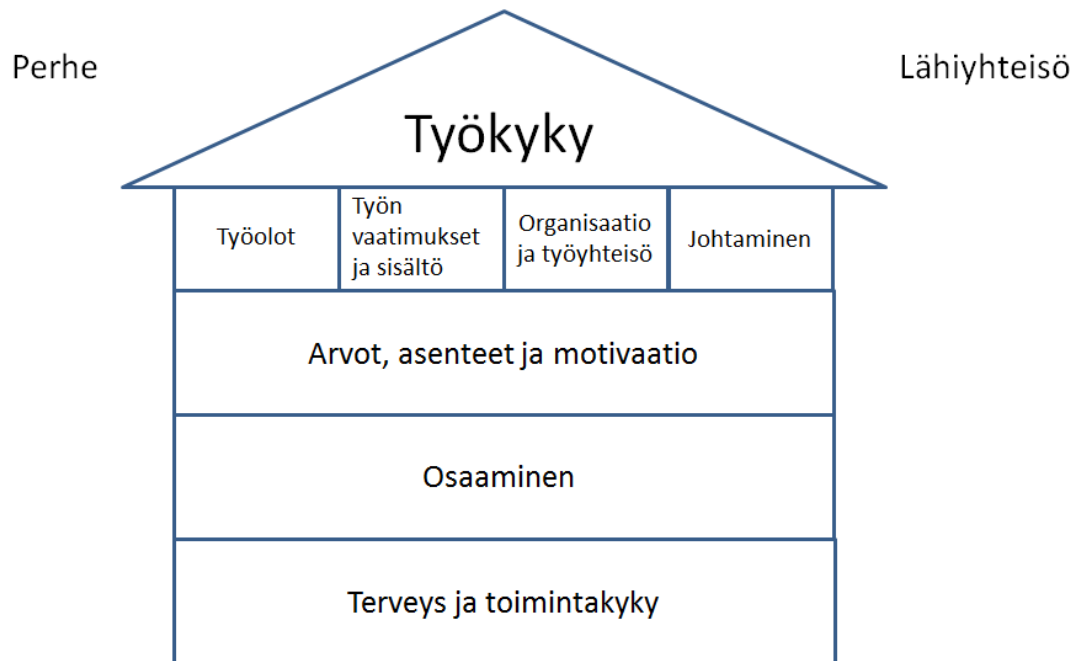 Perhe
Lähiyhteisö
Työkyky
Työolot
Työn
vaatimukset
ja sisältö
Organisaatio
ja työyhteisö
Johtaminen
Arvot, asenteet ja motivaatio
Osaaminen
Terveys ja toimintakyky